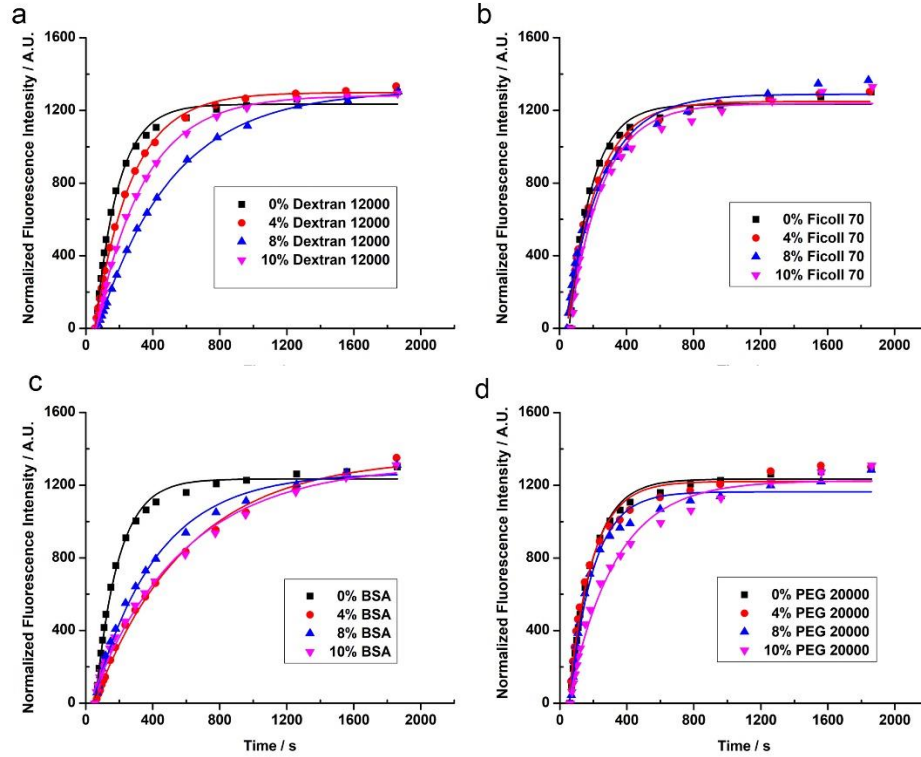 a
b
1600
1200
800
400
0
Normalized Fluorescence Intensity / A.U.
0% Dextran 12000
4% Dextran 12000
8% Dextran 12000
10% Dextran 12000
0 400 800 1200 1600 2000
1600
1200
800
400
0
Normalized Fluorescence Intensity / A.U.
0% Ficoll 70
4% Ficoll 70
8% Ficoll 70
10% Ficoll 70
0 400 800 1200 1600 2000
c
d
1600
1200
800
400
0
Normalized Fluorescence Intensity / A.U.
0% BSA
4% BSA
8% BSA
10% BSA
0 400 800 1200 1600 2000
Time / s
1600
1200
800
400
0
Normalized Fluorescence Intensity / A.U.
0% PEG 20000
4% PEG 20000
8% PEG 20000
10% PEG 20000
0 400 800 1200 1600 2000
Time / s